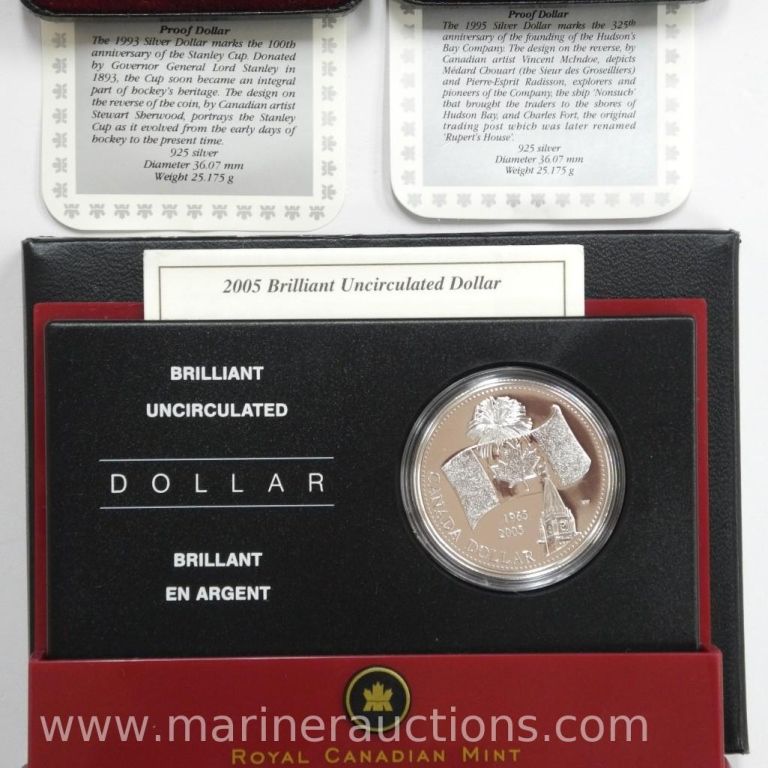 Proof Dollar
The 1993 Silver Dollar marks the 100th
anniversary of the Stanley Cup. Donated
by Governor General Lord Stanley in
1893, the Cup soon became an integral
part of hockey's heritage. The design on
the reverse of the coin, by Canadian artist
Stewart Sherwood, portrays the Stanley
Cup as it evolved from the early days of
hockey to the present time.
925 silver
Diameter 36.07 mm
Weight 25.175 g
Proof Dollar
The 1995 Silver Dollar marks the 325th
anniversary of the founding of the Hudson's
Bay Company. The design on the reverse, by
Canadian artist Vincent McIndoe, depicts
Médard Chouart (the Sieur des Groseilliers)
and Pierre-Esprit Radisson, explorers and
pioneers of the Company, the ship 'Nonsuch'
that brought the traders to the shores of
Hudson Bay, and Charles Fort, the original
trading post which was later renamed
'Rupert's House'.
925 silver
Diameter 36.07 mm
Weight 25.175 g
2005 Brilliant Uncirculated Dollar
BRILLIANT
UNCIRCULATED
DOLLAR
BRILLANT
EN ARGENT
1965
2005
CANADA DOLLAR
www.marinerauctions.com
ROYAL CANADIAN MINT